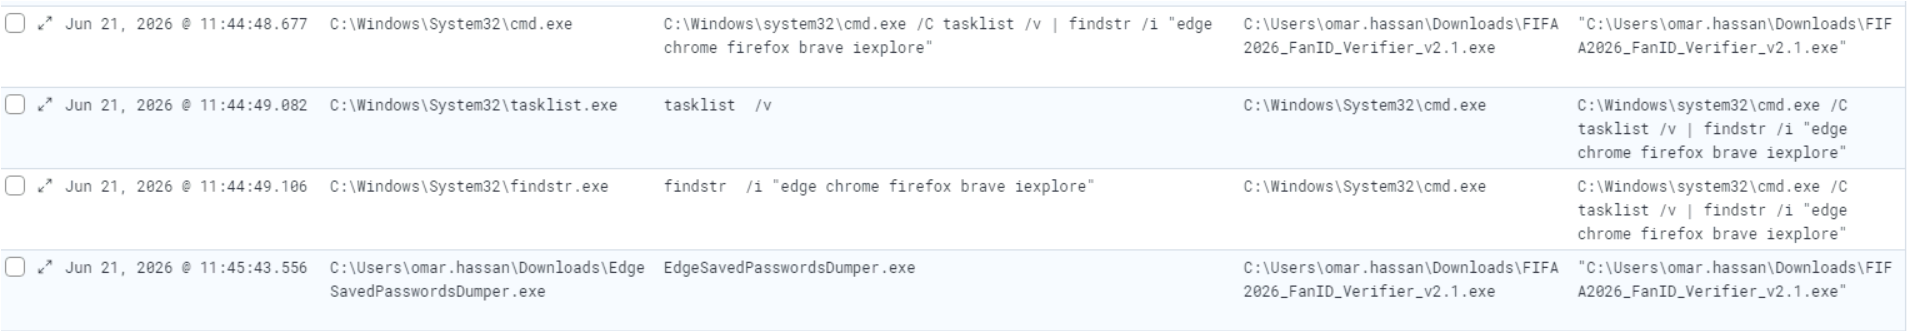 Jun 21, 2026 @ 11:44:48.677 C:\Windows\System32\cmd.exe C:\Windows\system32\cmd.exe /C tasklist /v | findstr /i "edge C:\Users\omar.hassan\Downloads\FIFA "C:\Users\omar.hassan\Downloads\FIF
chrome firefox brave iexplore" 2026_FanID_Verifier_v2.1.exe A2026_FanID_Verifier_v2.1.exe"
Jun 21, 2026 @ 11:44:49.082 C:\Windows\System32\tasklist.exe tasklist  /v C:\Windows\System32\cmd.exe C:\Windows\system32\cmd.exe /C
tasklist /v | findstr /i "edge
chrome firefox brave iexplore"
Jun 21, 2026 @ 11:44:49.106 C:\Windows\System32\findstr.exe findstr  /i "edge chrome firefox brave iexplore" C:\Windows\System32\cmd.exe C:\Windows\system32\cmd.exe /C
tasklist /v | findstr /i "edge
chrome firefox brave iexplore"
Jun 21, 2026 @ 11:45:43.556 C:\Users\omar.hassan\Downloads\Edge EdgeSavedPasswordsDumper.exe C:\Users\omar.hassan\Downloads\FIFA "C:\Users\omar.hassan\Downloads\FIF
SavedPasswordsDumper.exe 2026_FanID_Verifier_v2.1.exe A2026_FanID_Verifier_v2.1.exe"